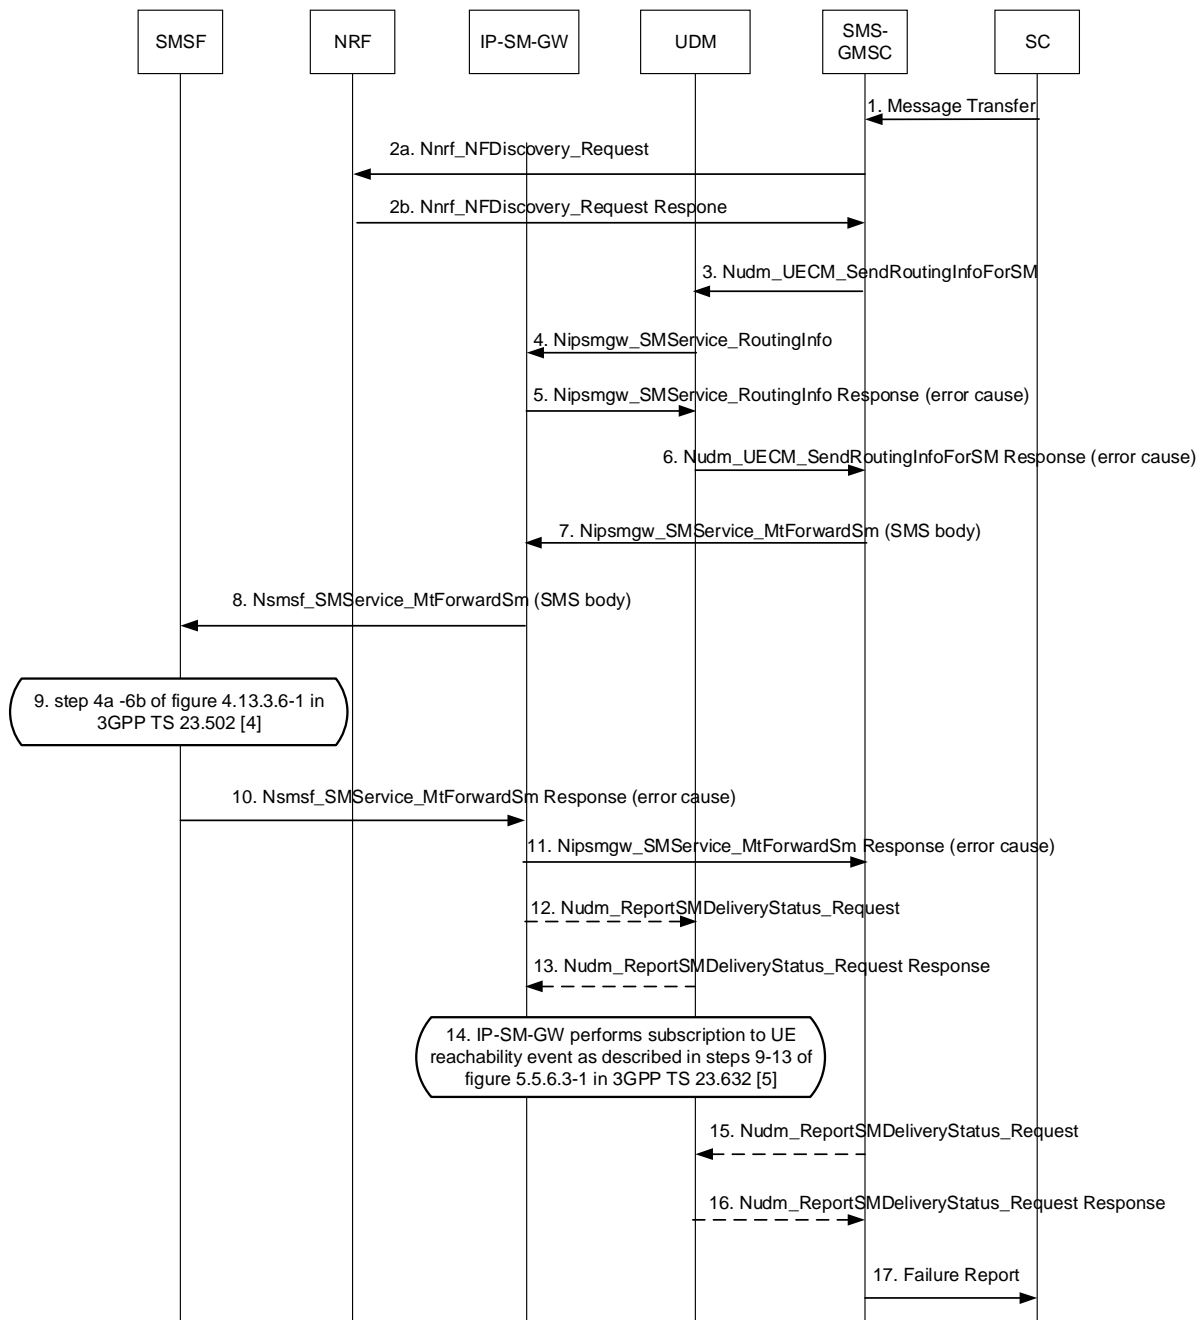 SMSF
NRF
IP-SM-GW
UDM
SMS-
GMSC
SC
1. Message Transfer
2a. Nnrf_NFDiscovery_Request
2b. Nnrf_NFDiscovery_Request Respone
3. Nudm_UECM_SendRoutingInfoForSM
4. Nipsmgw_SMService_RoutingInfo
5. Nipsmgw_SMService_RoutingInfo Response (error cause)
6. Nudm_UECM_SendRoutingInfoForSM Response (error cause)
7. Nipsmgw_SMService_MtForwardSm (SMS body)
8. Nsmsf_SMService_MtForwardSm (SMS body)
9. step 4a -6b of figure 4.13.3.6-1 in
3GPP TS 23.502 [4]
10. Nsmsf_SMService_MtForwardSm Response (error cause)
11. Nipsmgw_SMService_MtForwardSm Response (error cause)
12. Nudm_ReportSMDeliveryStatus_Request
13. Nudm_ReportSMDeliveryStatus_Request Response
14. IP-SM-GW performs subscription to UE
reachability event as described in steps 9-13 of
figure 5.5.6.3-1 in 3GPP TS 23.632 [5]
15. Nudm_ReportSMDeliveryStatus_Request
16. Nudm_ReportSMDeliveryStatus_Request Response
17. Failure Report